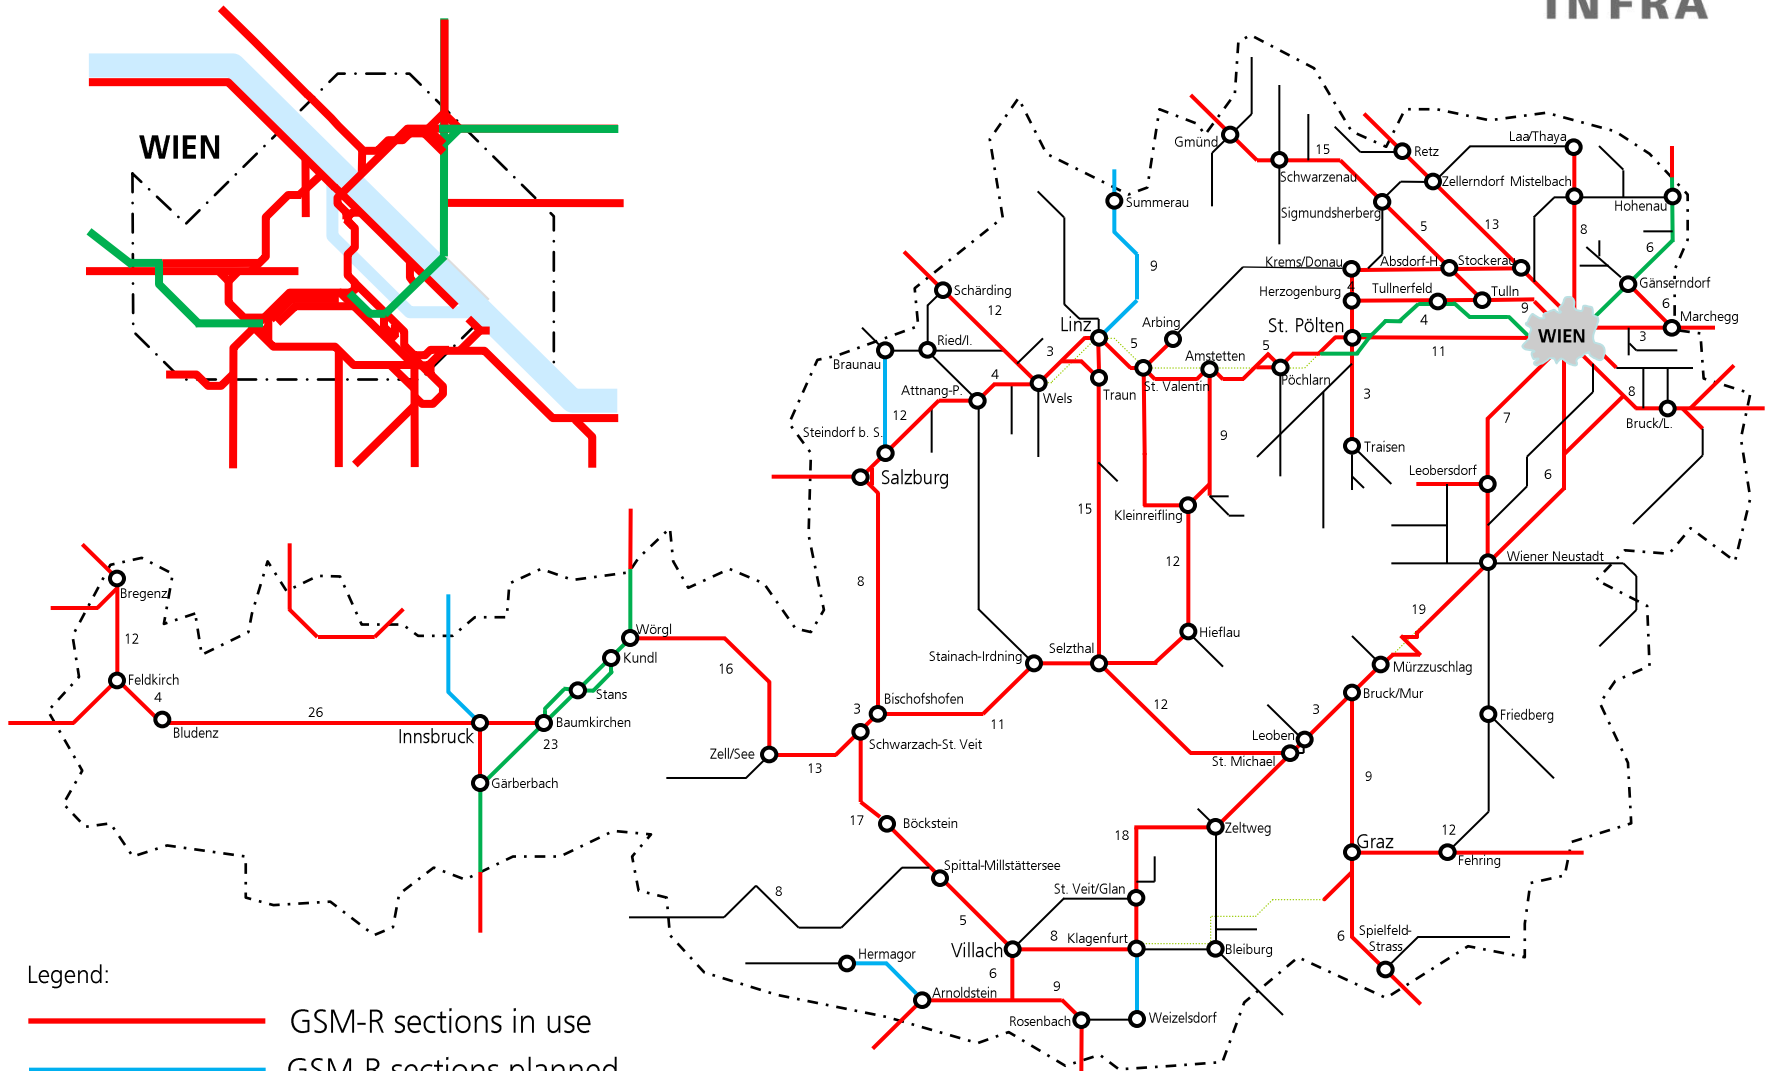 INFRA
WIEN
Gmünd
15
Schwarzenau
Retz
Laa/Thaya
Zellerndorf
Mistelbach
Sigmundsherberg
Hohenau
Summerau
5
13
8
6
9
Krems/Donau
Absdorf-H.
Stockerau
4
Herzogenburg
Tullnerfeld
Tulln
Gänserndorf
9
6
Marchegg
Schärding
12
Linz
Arbing
St. Pölten
4
WIEN
3
Ried/I.
3
5
Amstetten
5
11
Braunau
Attnang-P.
4
Wels
Traun
St. Valentin
Pöchlarn
3
8
Steindorf b. S.
12
7
Bruck/L.
9
Traisen
Salzburg
Leobersdorf
6
15
Kleinreifling
12
Wiener Neustadt
8
Bregenz
12
19
Wörgl
Kundl
Hieflau
16
Stainach-Irdning
Selzthal
Mürzzuschlag
Feldkirch
4
Stans
Bruck/Mur
26
Bludenz
Innsbruck
Baumkirchen
23
Bischofshofen
3
11
12
3
Friedberg
Schwarzach-St. Veit
Leoben
Zell/See
13
St. Michael
Gärberbach
9
17
Böckstein
18
Zeltweg
Graz
12
Fehring
Spittal-Millstättersee
8
St. Veit/Glan
5
Villach
8
Klagenfurt
Bleiburg
6
Spielfeld-
Strass
Hermagor
6
Arnoldstein
9
Rosenbach
Weizelsdorf
Legend:
GSM-R sections in use
GSM-R sections planned